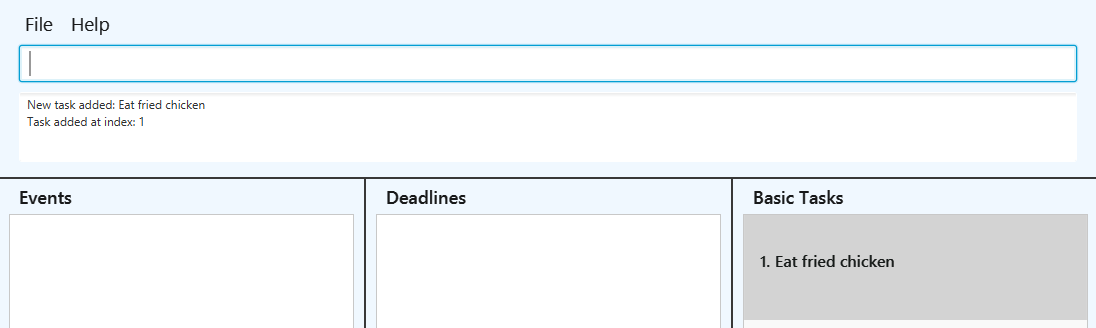 File Help
New task added: Eat fried chicken
Task added at index: 1
Events
Deadlines
Basic Tasks
1. Eat fried chicken